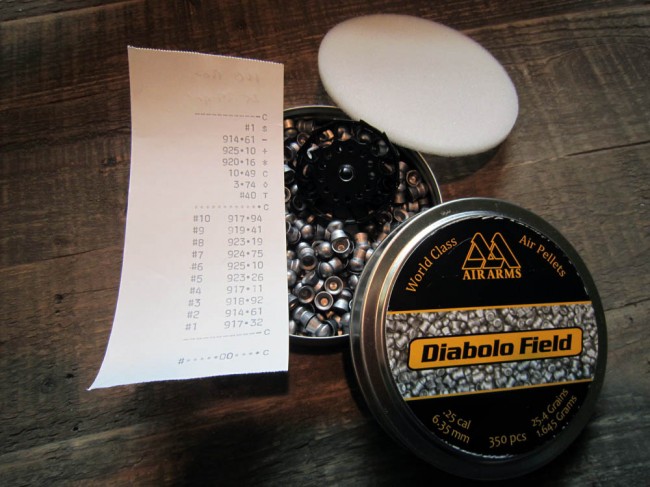 ----------C
#1 s
914•61 -
925•10 +
920•16 *
10•49 C
3•74 ◊
#40 T
----------•C
#10 917•94
#9 919•41
#8 923•19
#7 924•75
#6 925•10
#5 923•26
#4 917•11
#3 918•92
#2 914•61
#1 917•32
----------C
#-----00----• C
World Class
Air Pellets
AIR ARMS
Diabolo Field
.25 cal
6.35 mm
350 pcs
25.4 Grains
1.645 Grams